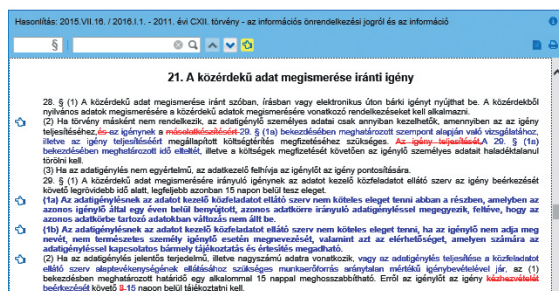 Hasonlítás: 2015.VII.16. / 2016.I.1. - 2011. évi CXII. törvény - az információs önrendelkezési jogról és az információ
§
21. A közérdekű adat megismerése iránti igény
28. § (1) A közérdekű adat megismerése iránt szóban, írásban vagy elektronikus úton bárki igényt nyújthat be. A közérdekből
nyilvános adatok megismerésére a közérdekű adatok megismerésére vonatkozó rendelkezéseket kell alkalmazni.
(2) Ha törvény másként nem rendelkezik, az adatigénylő személyes adatai csak annyiban kezelhetők, amennyiben az az igény
teljesítéséhez,és az igénynek a másolatkészítésért 29. § (1a) bekezdésében meghatározott szempont alapján való vizsgálatához,
illetve az igény teljesítéséért megállapított költségtérítés megfizetéséhez szükséges. Az igény teljesítését,A 29. § (1a)
bekezdésében meghatározott idő elteltét, illetve a költségek megfizetését követően az igénylő személyes adatait haladéktalanul
törölni kell.
(3) Ha az adatigénylés nem egyértelmű, az adatkezelő felhívja az igénylőt az igény pontosítására.
29. § (1) A közérdekű adat megismerésére irányuló igénynek az adatot kezelő közfeladatot ellátó szerv az igény beérkezését
követő legrövidebb idő alatt, legfeljebb azonban 15 napon belül tesz eleget.
(1a) Az adatigénylésnek az adatot kezelő közfeladatot ellátó szerv nem köteles eleget tenni abban a részben, amelyben az
azonos igénylő által egy éven belül benyújtott, azonos adatkörre irányuló adatigényléssel megegyezik, feltéve, hogy az
azonos adatkörbe tartozó adatokban változás nem állt be.
(1b) Az adatigénylésnek az adatot kezelő közfeladatot ellátó szerv nem köteles eleget tenni, ha az igénylő nem adja meg
nevét, nem természetes személy igénylő esetén megnevezését, valamint azt az elérhetőséget, amelyen számára az
adatigényléssel kapcsolatos bármely tájékoztatás és értesítés megadható.
(2) Ha az adatigénylés jelentős terjedelmű, illetve nagyszámú adatra vonatkozik, vagy az adatigénylés teljesítése a közfeladatot
ellátó szerv alaptevékenységének ellátásához szükséges munkaerőforrás aránytalan mértékű igénybevételével jár, az (1)
bekezdésben meghatározott határidő egy alkalommal 15 nappal meghosszabbítható. Erről az igénylőt az igény kézhezvételét
beérkezését követő 8-15 napon belül tájékoztatni kell.